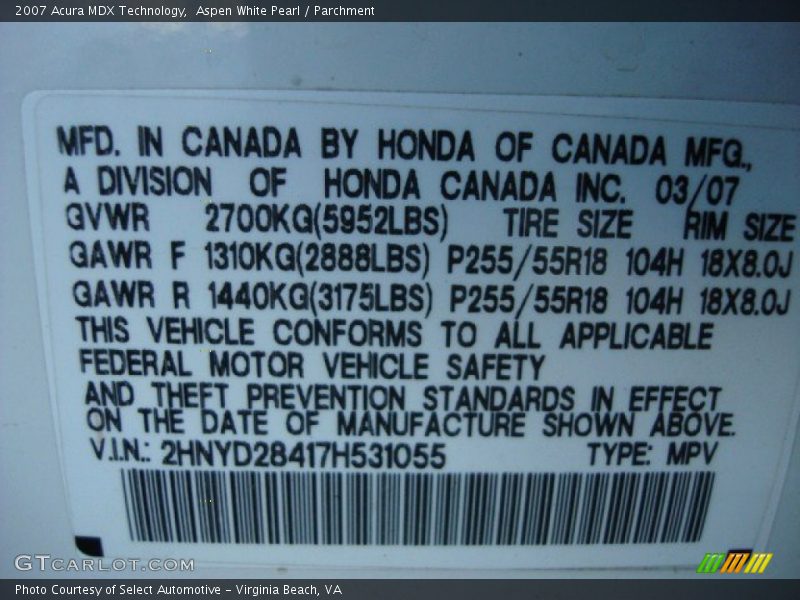 2007 Acura MDX Technology,  Aspen White Pearl / Parchment
MFD. IN CANADA BY HONDA OF CANADA MFG.,
A DIVISION OF HONDA CANADA INC. 03/07
GVWR 2700KG(5952LBS) TIRE SIZE RIM SIZE
GAWR F 1310KG(2888LBS) P255/55R18 104H 18X8.0J
GAWR R 1440KG(3175LBS) P255/55R18 104H 18X8.0J
THIS VEHICLE CONFORMS TO ALL APPLICABLE
FEDERAL MOTOR VEHICLE SAFETY
AND THEFT PREVENTION STANDARDS IN EFFECT
ON THE DATE OF MANUFACTURE SHOWN ABOVE.
V.I.N.: 2HNYD28417H531055 TYPE: MPV
GTCARLOT.COM
Photo Courtesy of Select Automotive - Virginia Beach, VA